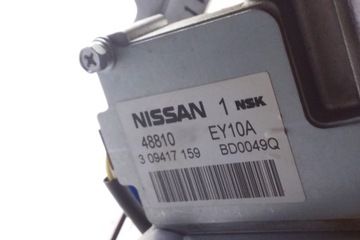 NISSAN 1 NSK
48810 EY10A
3 09417 159 BD0049Q